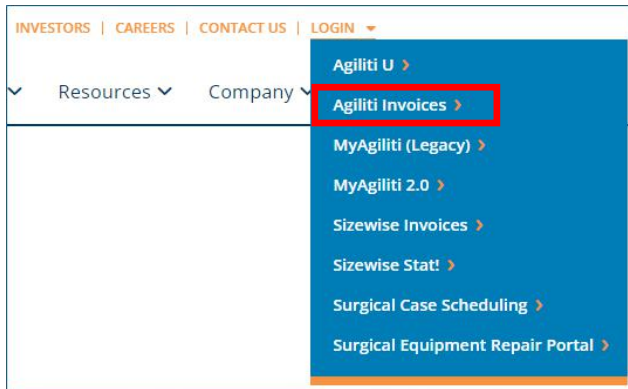 INVESTORS | CAREERS | CONTACT US | LOGIN
Agiliti U >
Resources Company
Agiliti Invoices >
MyAgiliti (Legacy) >
MyAgiliti 2.0 >
Sizewise Invoices >
Sizewise Stat! >
Surgical Case Scheduling >
Surgical Equipment Repair Portal >